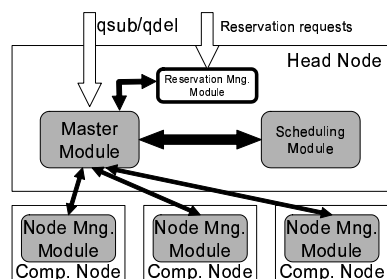 qsub/qdel
Reservation requests
Head Node
Reservation Mng.
Module
Master
Module
Scheduling
Module
Node Mng.
Module
Comp. Node
Node Mng.
Module
Comp. Node
Node Mng.
Module
Comp. Node